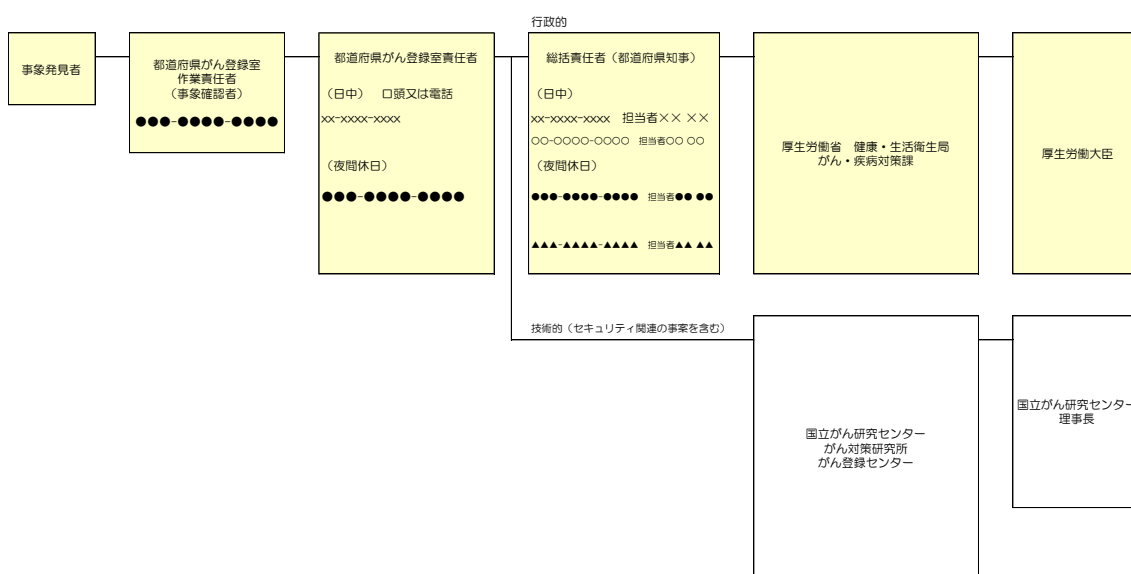 行政的
事象発見者
都道府県がん登録室
作業責任者
（事象確認者）
●●●-●●●●-●●●●
都道府県がん登録室責任者
（日中）　口頭又は電話
xx-xxxx-xxxx
（夜間休日）
●●●-●●●●-●●●●
総括責任者（都道府県知事）
（日中）
xx-xxxx-xxxx　担当者×× ××
○○-○○○○-○○○○　担当者○○ ○○
（夜間休日）
●●●-●●●●-●●●●　担当者●● ●●
▲▲▲-▲▲▲▲-▲▲▲▲　担当者▲▲ ▲▲
厚生労働省　健康・生活衛生局
がん・疾病対策課
厚生労働大臣
技術的（セキュリティ関連の事案を含む）
国立がん研究センター
がん対策研究所
がん登録センター
国立がん研究センター
理事長